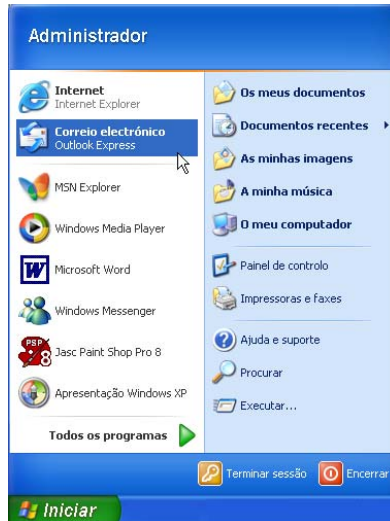 Administrador
Internet
Internet Explorer
Correio electrónico
Outlook Express
MSN Explorer
Windows Media Player
W
Microsoft Word
Windows Messenger
PSP
8
Jasc Paint Shop Pro 8
Apresentação Windows XP
Todos os programas
Os meus documentos
Documentos recentes
As minhas imagens
A minha música
O meu computador
Painel de controlo
Impressoras e faxes
Ajuda e suporte
Procurar
Executar...
Terminar sessão
Encerrar
Iniciar